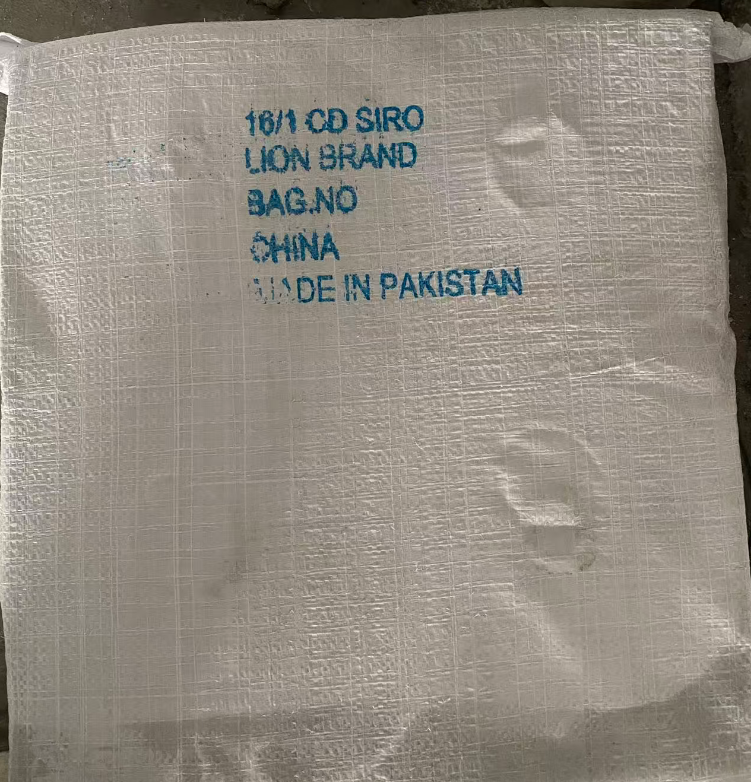 16/1 CD SIRO
LION BRAND
BAG.NO
CHINA
MADE IN PAKISTAN